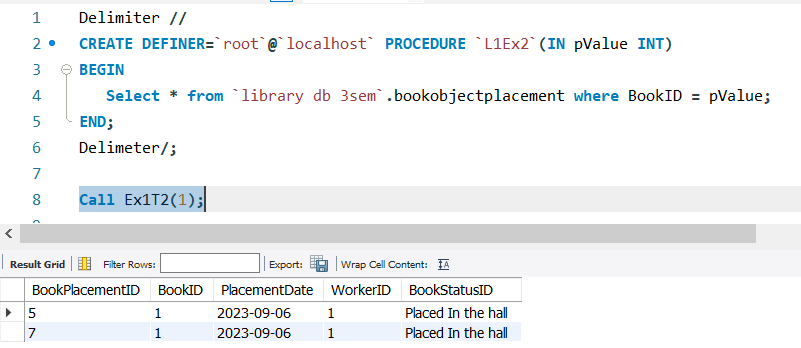 1 Delimiter //
2 CREATE DEFINER=`root`@`localhost` PROCEDURE `L1Ex2`(IN pValue INT)
3 BEGIN
4 Select * from `library db 3sem`.bookobjectplacement where BookID = pValue;
5 END;
6 Delimeter/;
7
8 Call Ex1T2(1);
Result Grid Filter Rows: Export: Wrap Cell Content: IA
BookPlacementID BookID PlacementDate WorkerID BookStatusID
5 1 2023-09-06 1 Placed In the hall
7 1 2023-09-06 1 Placed In the hall